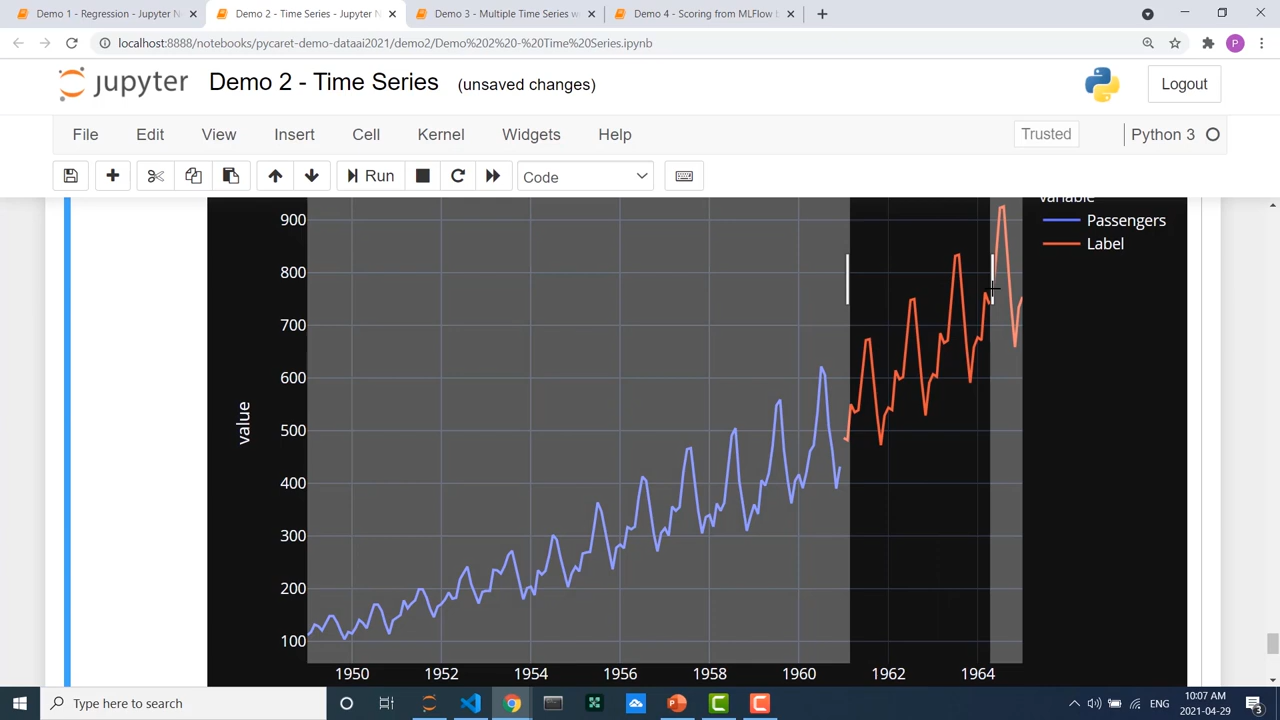 Demo 1 - Regression - Jupyter N
Demo 2 - Time Series - Jupyter N
Demo 3 - Multiple Time Series w
Demo 4 - Scoring from MLFlow
localhost:8888/notebooks/pycaret-demo-dataai2021/demo2/Demo%202%20-%20Time%20Series.ipynb
P
jupyter
Demo 2 - Time Series
(unsaved changes)
Logout
File Edit View Insert Cell Kernel Widgets Help
Trusted
Python 3
Run
Code
variable
Passengers
Label
900
800
700
600
500
400
300
200
100
value
1950 1952 1954 1956 1958 1960 1962 1964
Type here to search
10:07 AM
2021-04-29
3